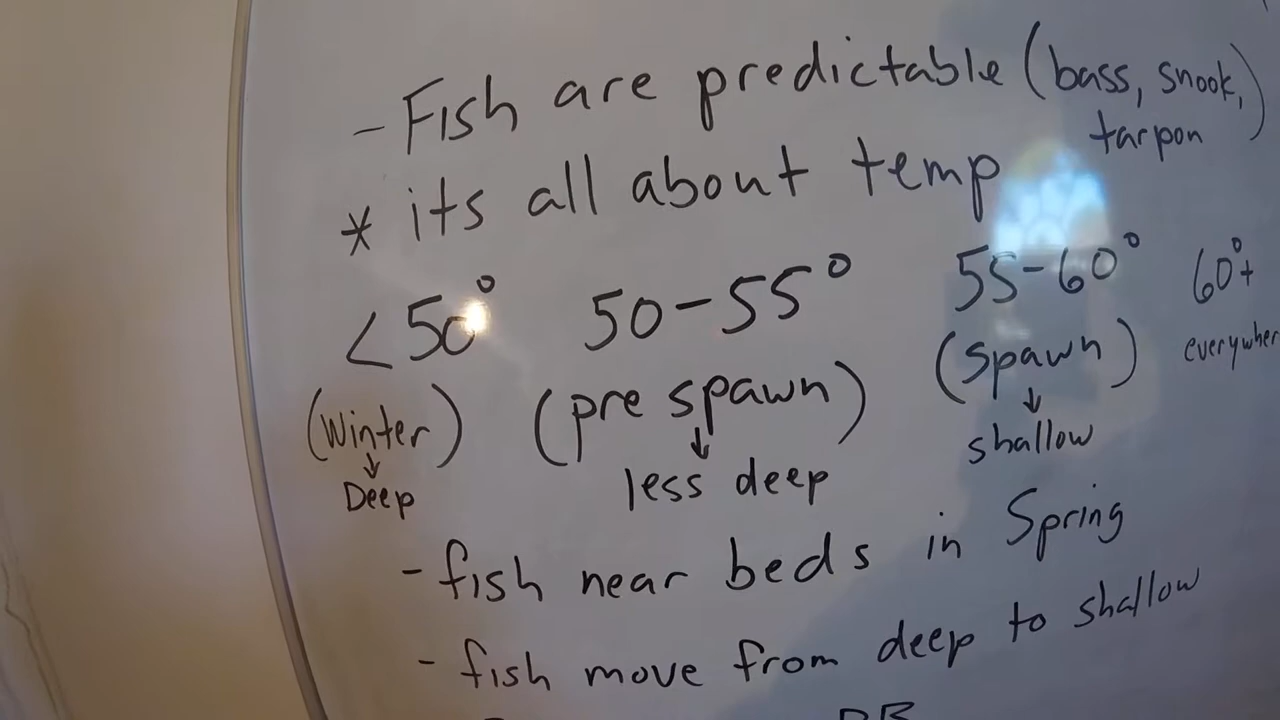 - Fish are predictable (bass, snook,
tarpon)
* its all about temp
<50° 50-55° 55-60° 60°+
(Winter) (pre spawn) (Spawn) everywher
↓ ↓ ↓
Deep less deep shallow
- fish near beds in Spring
- fish move from deep to shallow